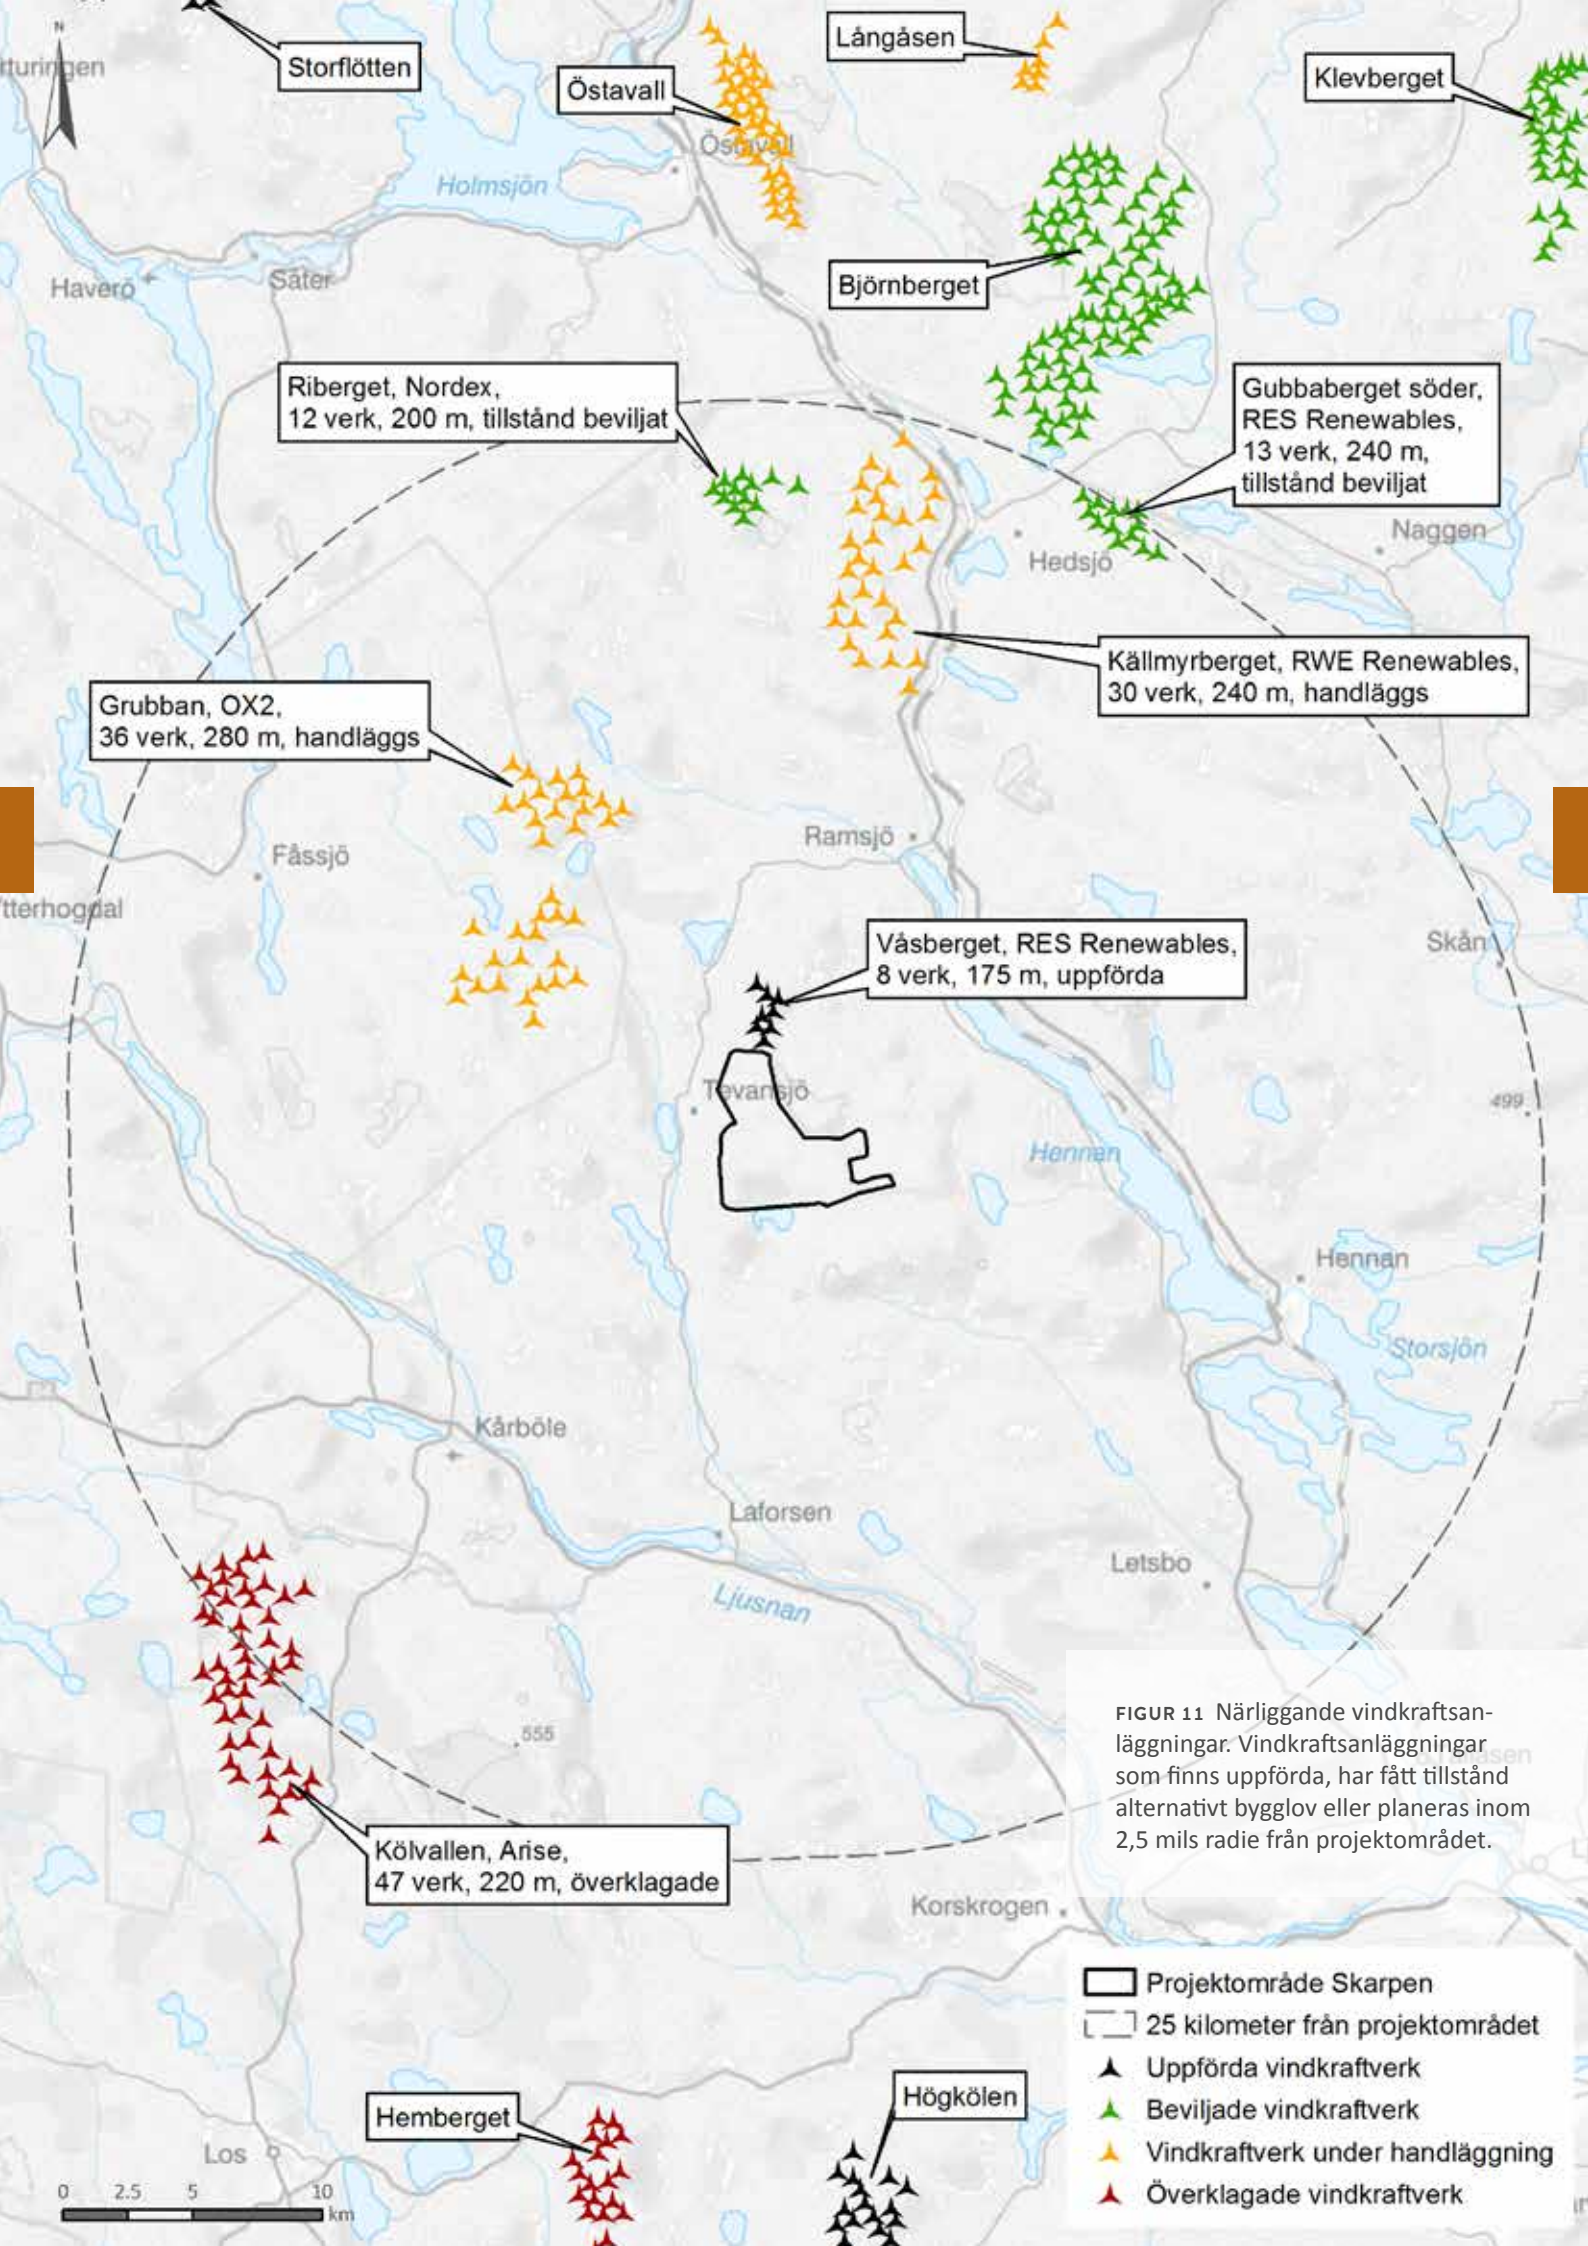 N
rturingen
Storflötten
Östavall
Långåsen
Klevberget
Östavall
Holmsjön
Haverö
Säter
Björnberget
Riberget, Nordex,
12 verk, 200 m, tillstånd beviljat
Gubbaberget söder,
RES Renewables,
13 verk, 240 m,
tillstånd beviljat
Naggen
Hedsjö
Källmyrberget, RWE Renewables,
30 verk, 240 m, handläggs
Grubban, OX2,
36 verk, 280 m, handläggs
Ramsjö
Fåssjö
tterhogdal
Våsberget, RES Renewables,
8 verk, 175 m, uppförda
Skån
Tevansjö
499
Hennan
Hennan
Storsjön
Kårböle
Laforsen
Letsbo
Ljusnan
555
FIGUR 11 Närliggande vindkraftsan-
läggningar. Vindkraftsanläggningar
som finns uppförda, har fått tillstånd
alternativt bygglov eller planeras inom
2,5 mils radie från projektområdet.
Kölvallen, Arise,
47 verk, 220 m, överklagade
Korskrogen
Projektområde Skarpen
25 kilometer från projektområdet
Uppförda vindkraftverk
Beviljade vindkraftverk
Vindkraftverk under handläggning
Överklagade vindkraftverk
Hemberget
Högkölen
Los
0 2.5 5 10
km